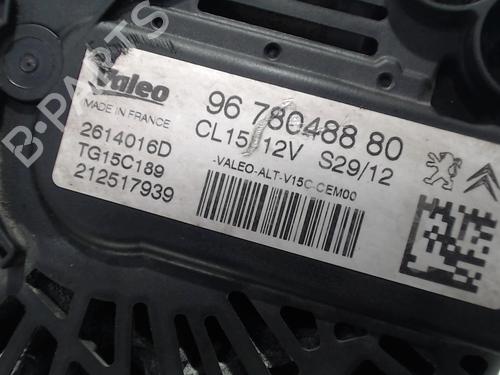 Valeo
MADE IN FRANCE
2614016D
TG15C189
212517939
96 780488 80
CL15 12V S29/12
-VALEO-ALT-V15C-CEM00
B-PARTS